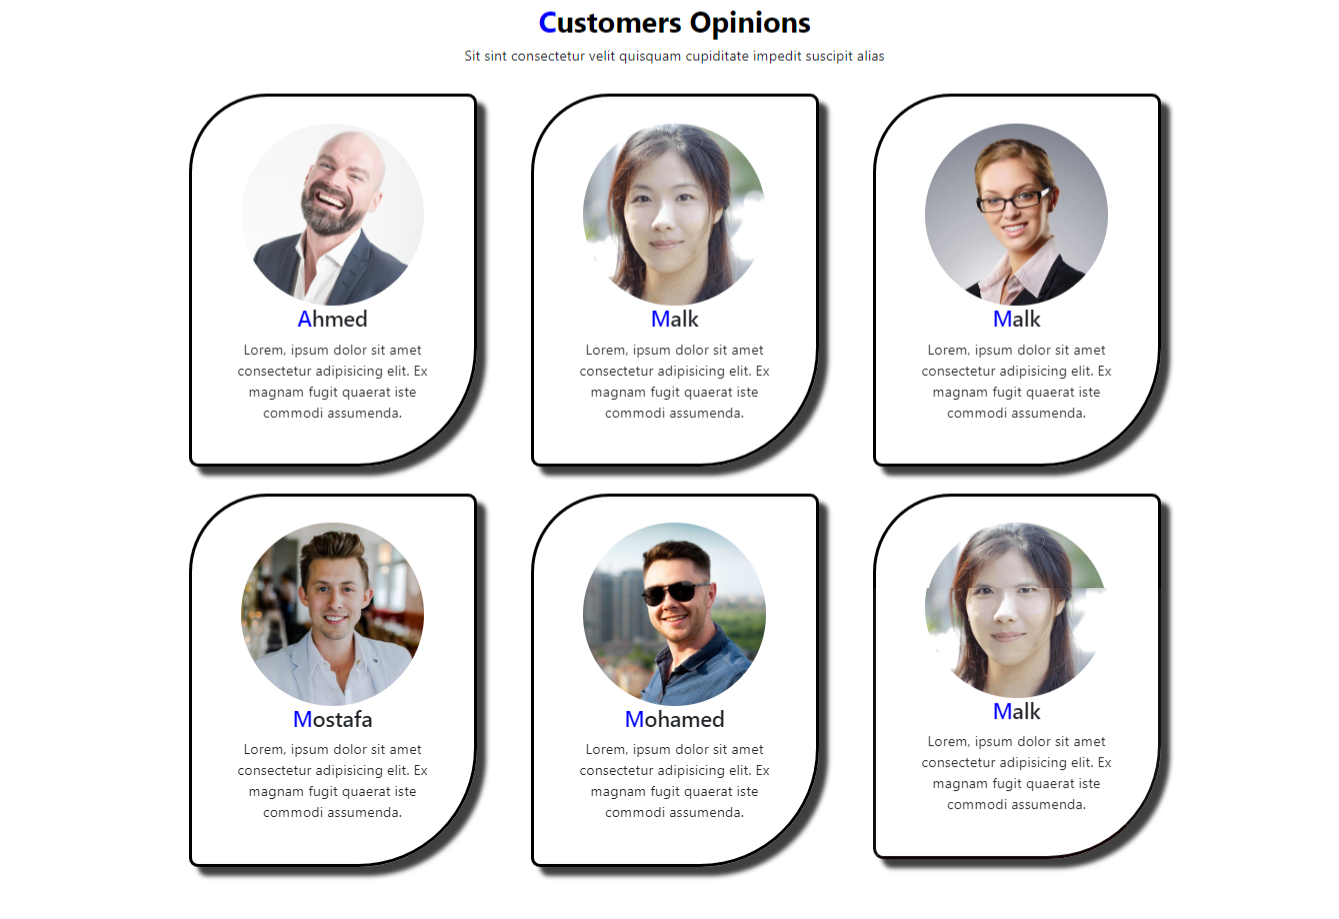 Customers Opinions
Sit sint consectetur velit quisquam cupiditate impedit suscipit alias
Ahmed
Lorem, ipsum dolor sit amet
consectetur adipisicing elit. Ex
magnam fugit quaerat iste
commodi assumenda.
Malk
Lorem, ipsum dolor sit amet
consectetur adipisicing elit. Ex
magnam fugit quaerat iste
commodi assumenda.
Malk
Lorem, ipsum dolor sit amet
consectetur adipisicing elit. Ex
magnam fugit quaerat iste
commodi assumenda.
Mostafa
Lorem, ipsum dolor sit amet
consectetur adipisicing elit. Ex
magnam fugit quaerat iste
commodi assumenda.
Mohamed
Lorem, ipsum dolor sit amet
consectetur adipisicing elit. Ex
magnam fugit quaerat iste
commodi assumenda.
Malk
Lorem, ipsum dolor sit amet
consectetur adipisicing elit. Ex
magnam fugit quaerat iste
commodi assumenda.